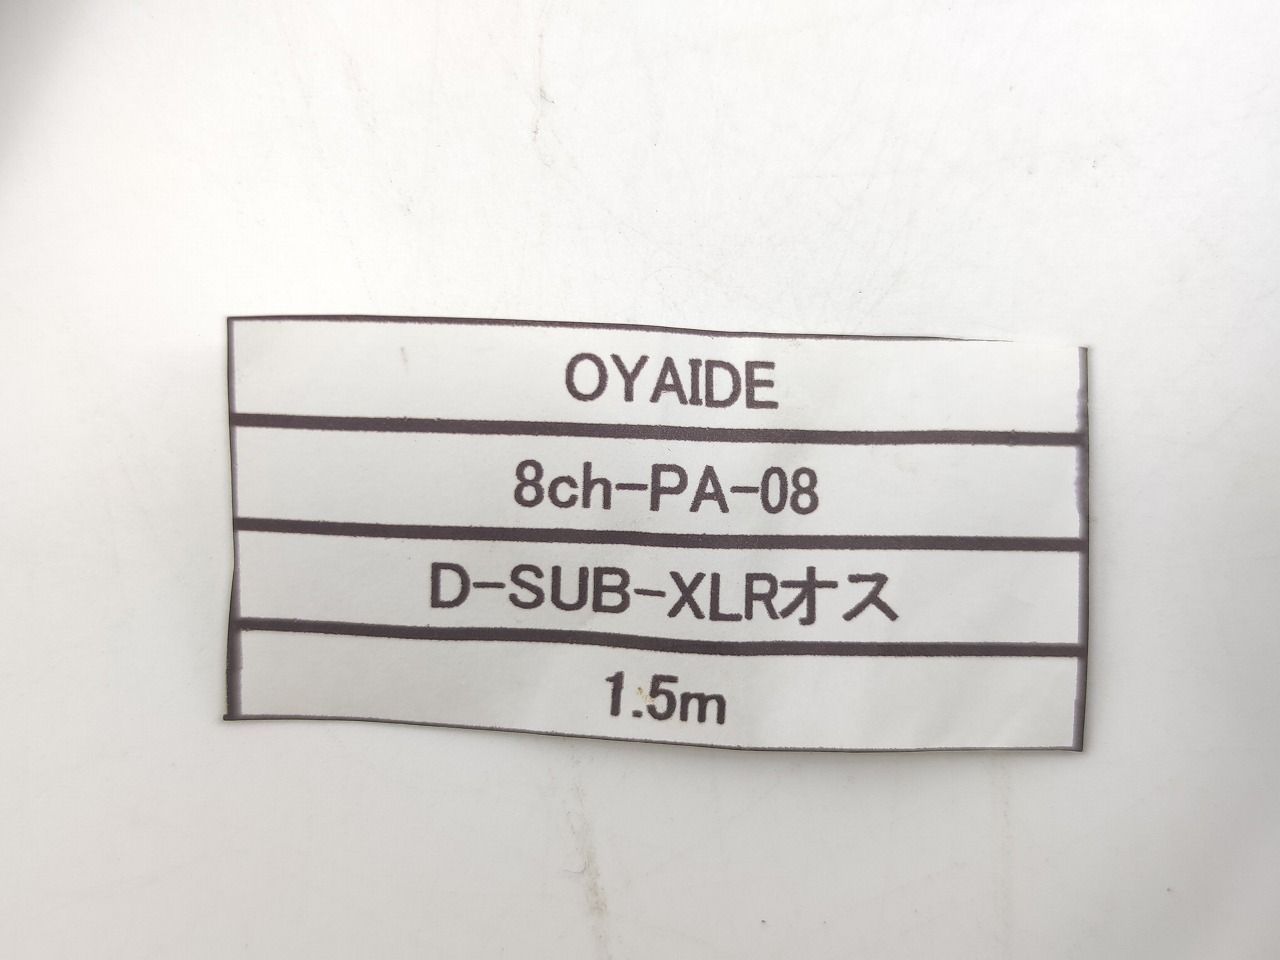 OYAIDE
8ch-PA-08
D-SUB-XLRオス
1.5m